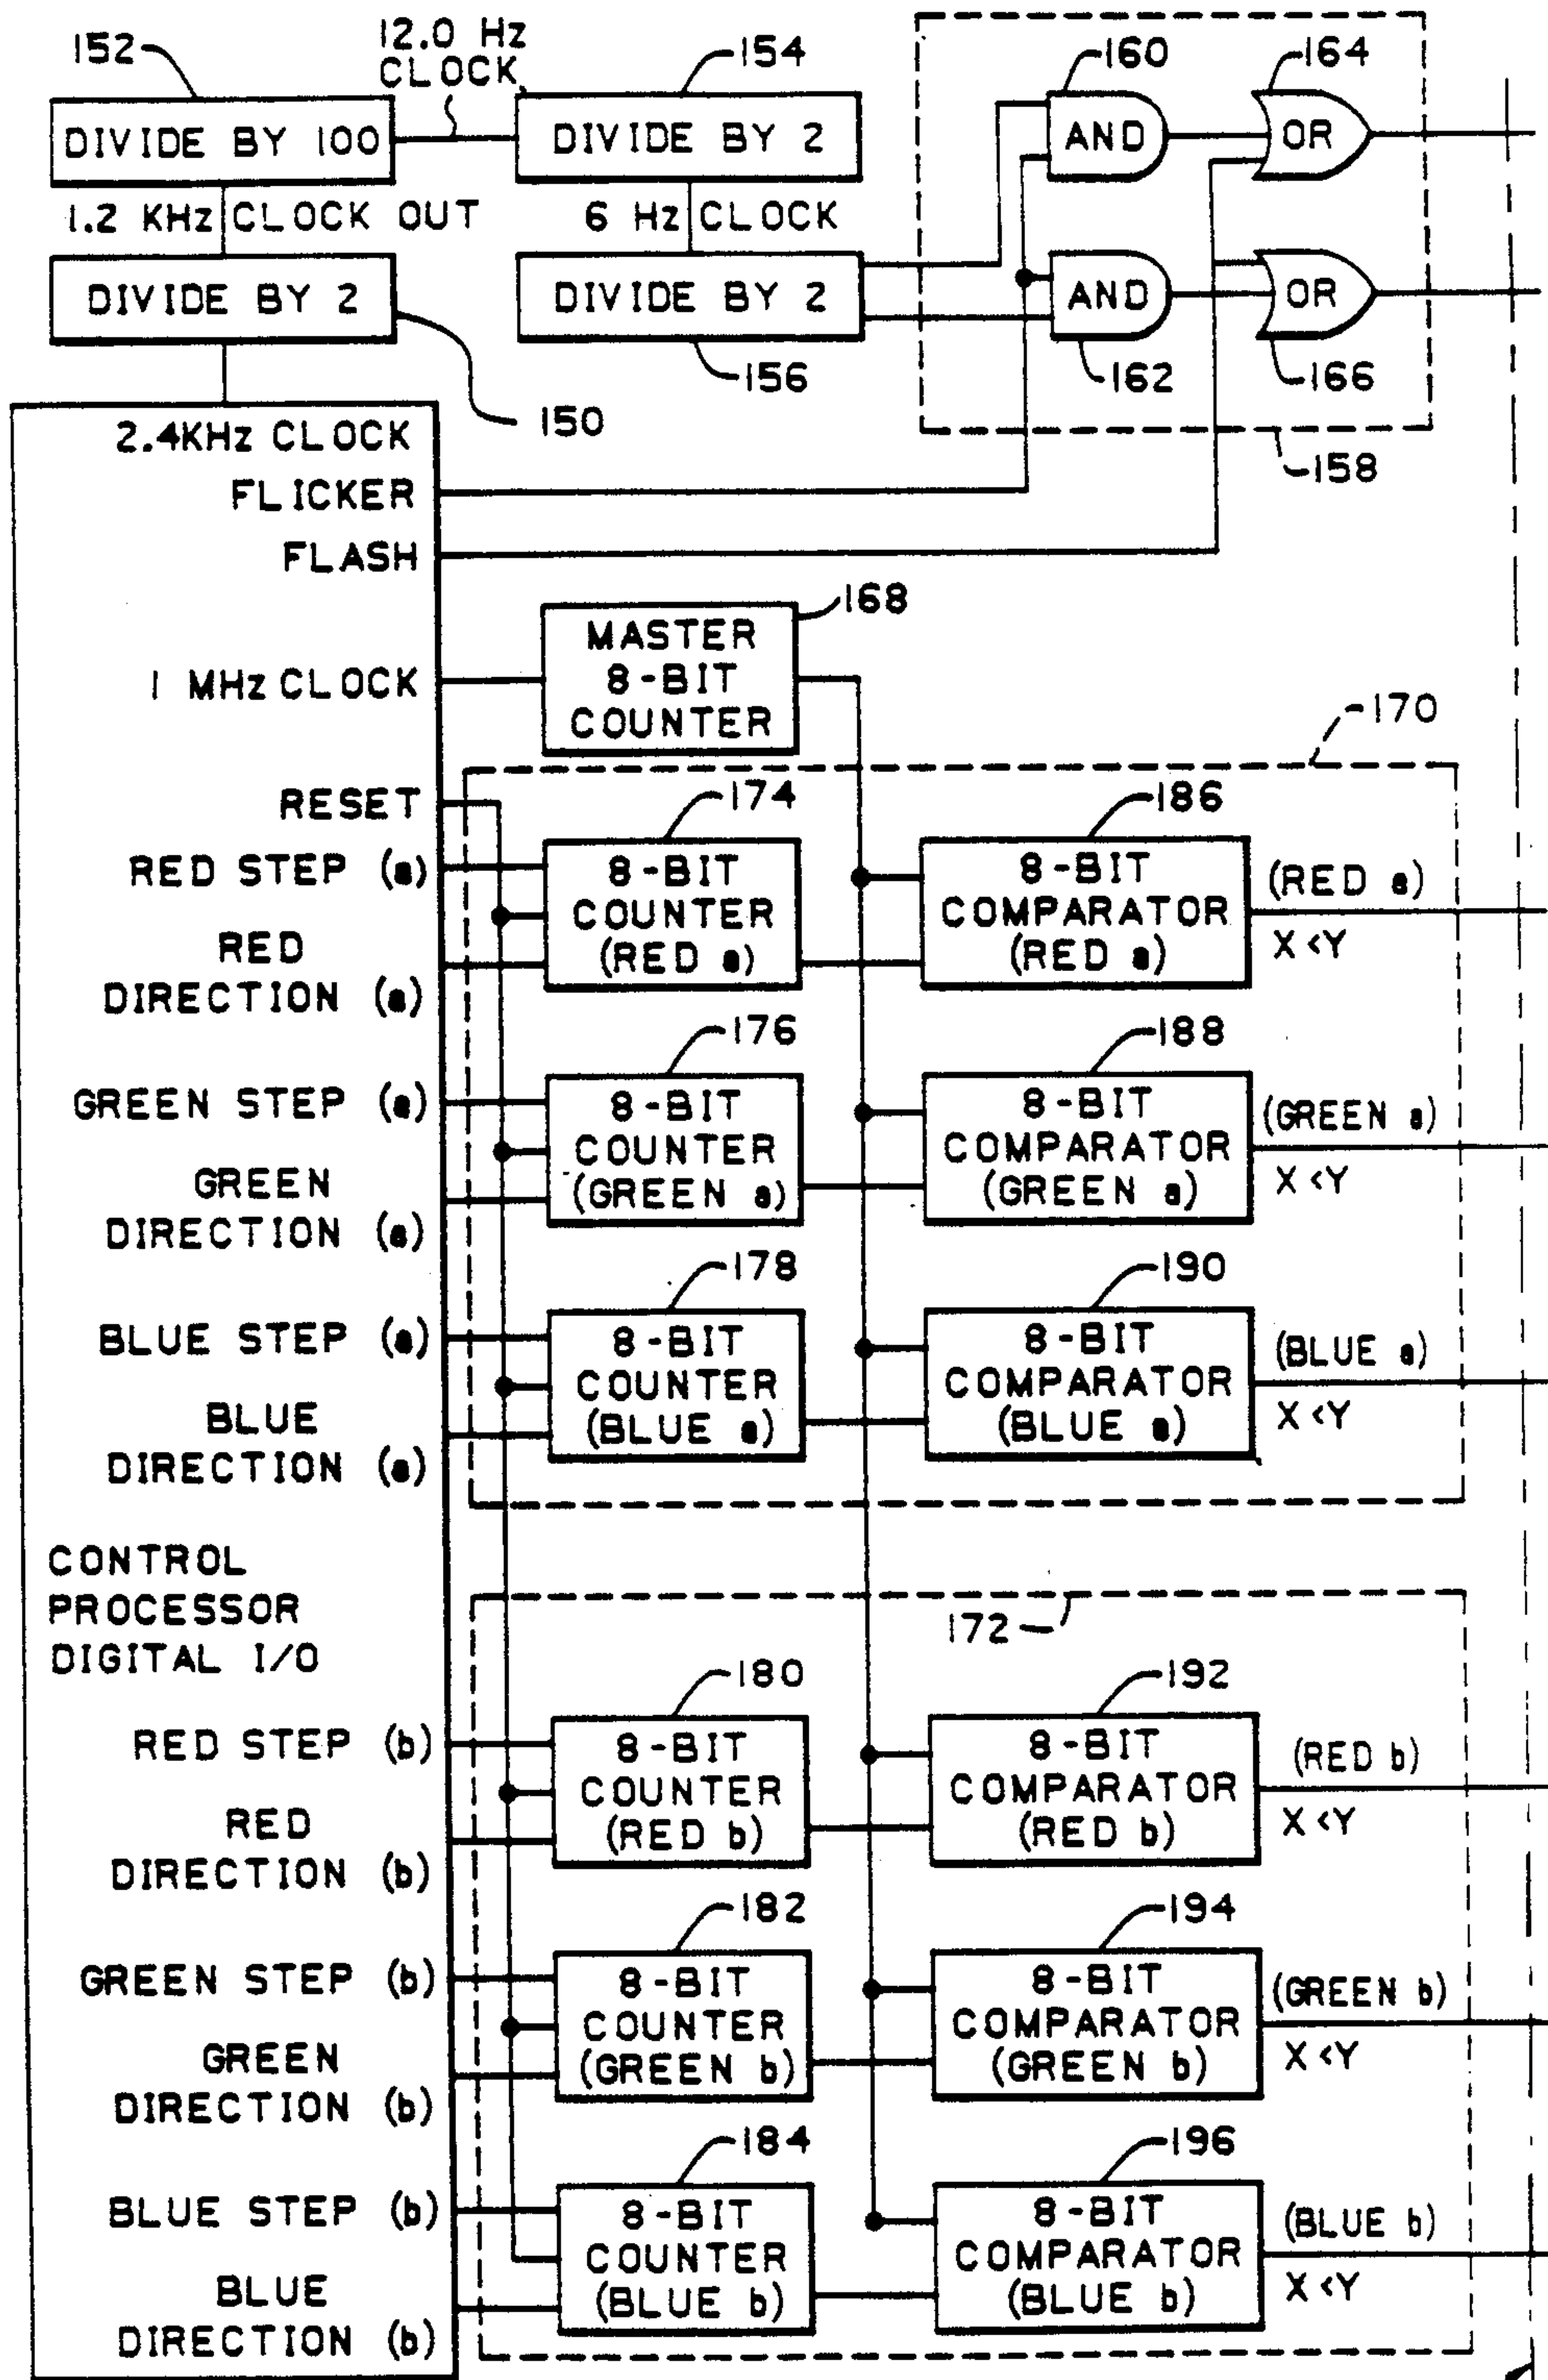 152
12.0 Hz
CLOCK
154
160
164
DIVIDE BY 100
DIVIDE BY 2
AND
OR
1.2 KHz CLOCK OUT
6 Hz CLOCK
DIVIDE BY 2
DIVIDE BY 2
AND
OR
156
162
166
150
158
2.4KHz CLOCK
FLICKER
FLASH
168
MASTER
8-BIT
COUNTER
1 MHz CLOCK
170
RESET
174
186
RED STEP (a)
8-BIT
COUNTER
(RED a)
8-BIT
COMPARATOR
(RED a)
(RED a)
X<Y
RED
DIRECTION (a)
176
188
GREEN STEP (a)
8-BIT
COUNTER
(GREEN a)
8-BIT
COMPARATOR
(GREEN a)
(GREEN a)
X<Y
GREEN
DIRECTION (a)
178
190
BLUE STEP (a)
8-BIT
COUNTER
(BLUE a)
8-BIT
COMPARATOR
(BLUE a)
(BLUE a)
X<Y
BLUE
DIRECTION (a)
CONTROL
PROCESSOR
DIGITAL I/O
172
180
192
RED STEP (b)
8-BIT
COUNTER
(RED b)
8-BIT
COMPARATOR
(RED b)
(RED b)
X<Y
RED
DIRECTION (b)
182
194
GREEN STEP (b)
8-BIT
COUNTER
(GREEN b)
8-BIT
COMPARATOR
(GREEN b)
(GREEN b)
X<Y
GREEN
DIRECTION (b)
184
196
BLUE STEP (b)
8-BIT
COUNTER
(BLUE b)
8-BIT
COMPARATOR
(BLUE b)
(BLUE b)
X<Y
BLUE
DIRECTION (b)